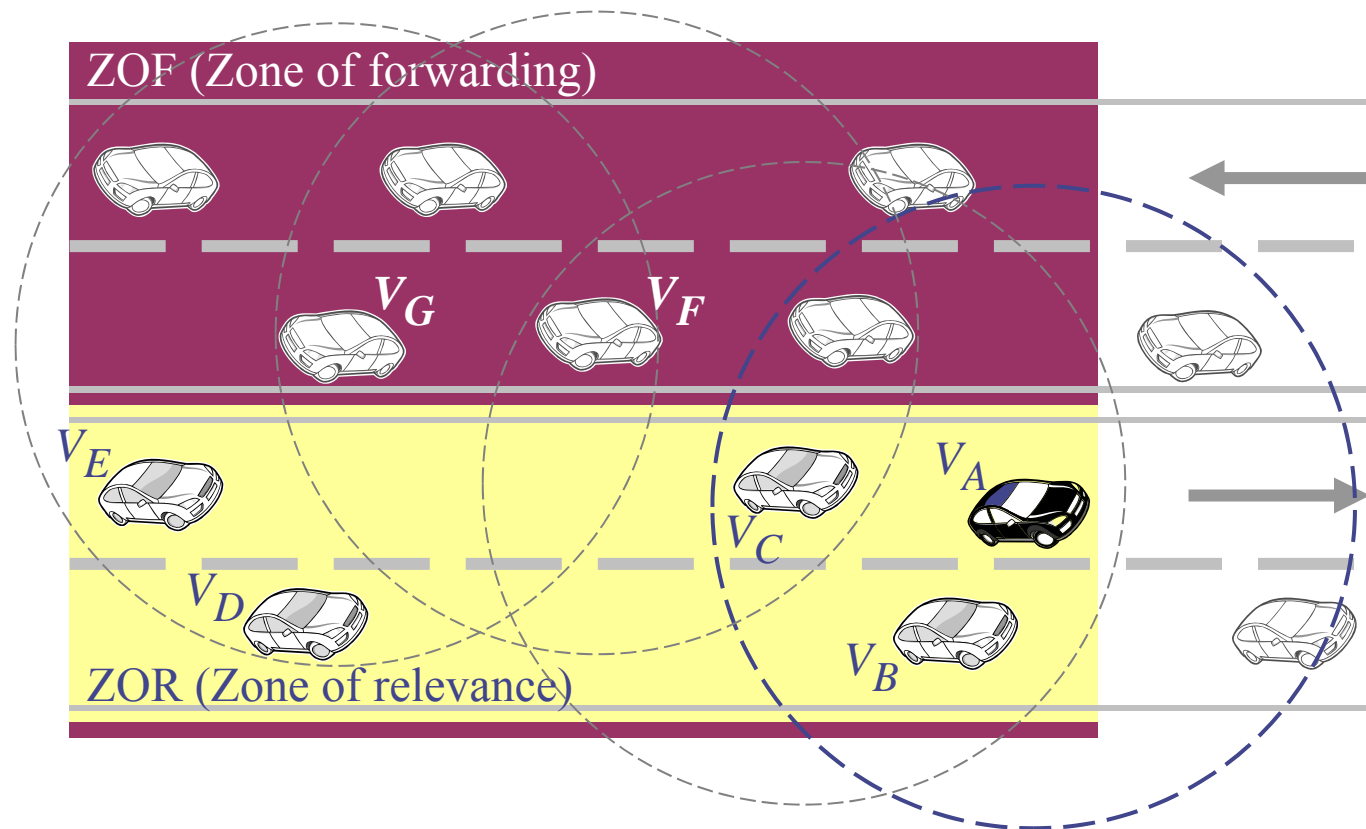 ZOF (Zone of forwarding)
V_G
V_F
V_E
V_A
V_C
V_D
V_B
ZOR (Zone of relevance)